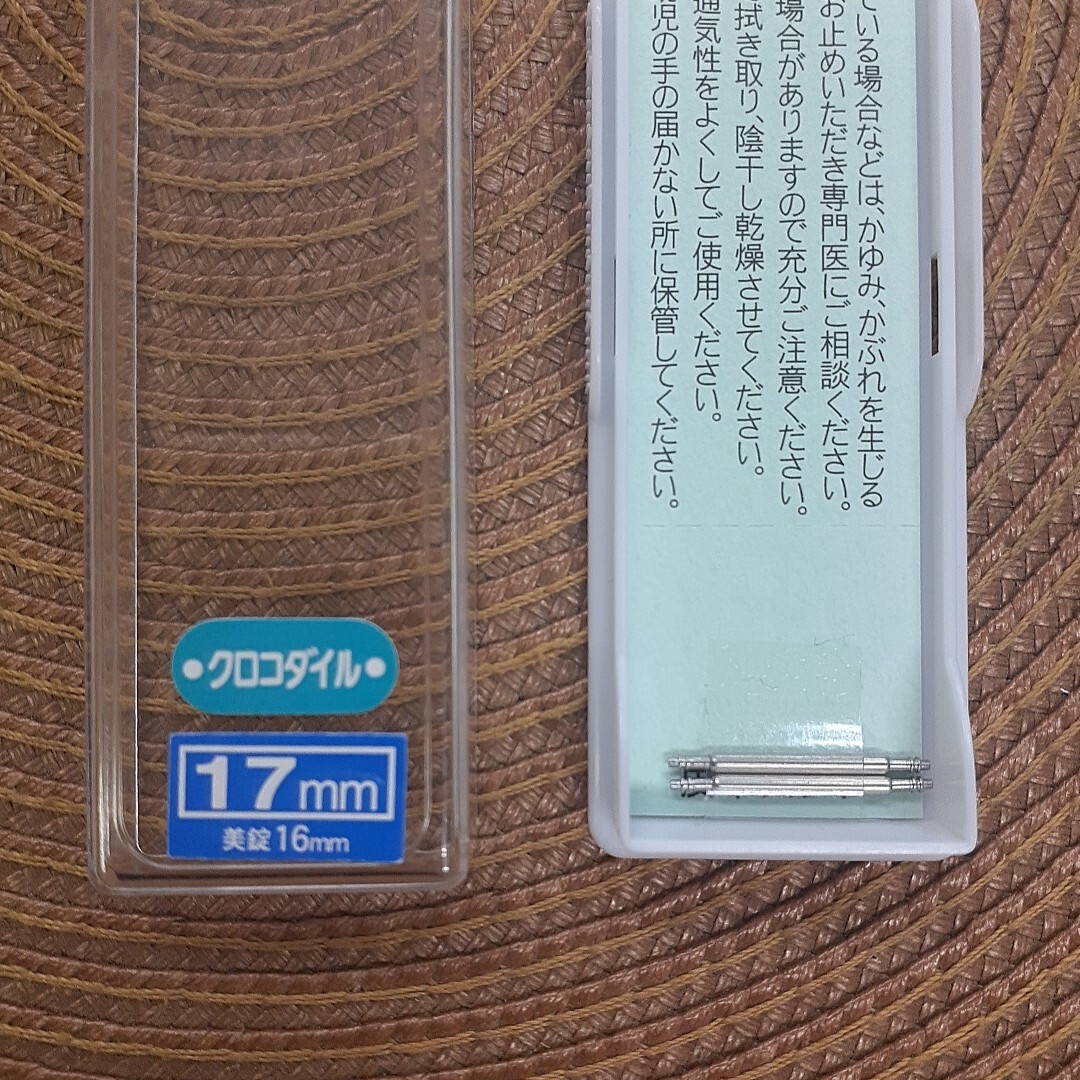 クロコダイル
17mm
美錠16mm
ている場合などは、かゆみ、かぶれを生じる
お止めいただき専門医にご相談ください。
場合がありますので充分ご注意ください。
拭き取り、陰干し乾燥させてください。
通気性をよくしてご使用ください。
児の手の届かない所に保管してください。